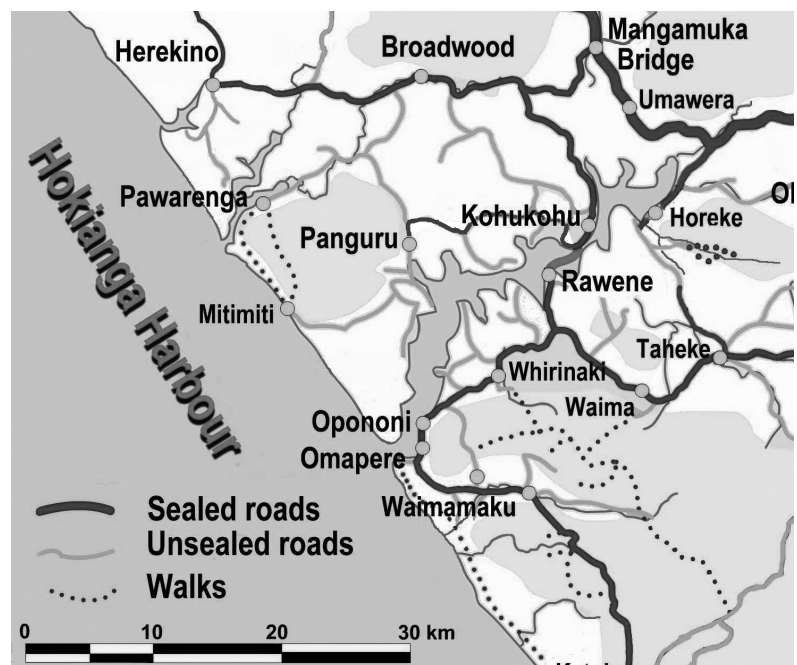 Mangamuka
Bridge
Herekino
Broadwood
Umawera
Hokianga Harbour
Pawarenga
Kohukohu
Horeke
Panguru
Rawene
Mitimiti
Taheke
Whirinaki
Waima
Opononi
Omapere
Waimamaku
Sealed roads
Unsealed roads
Walks
0 10 20 30 km